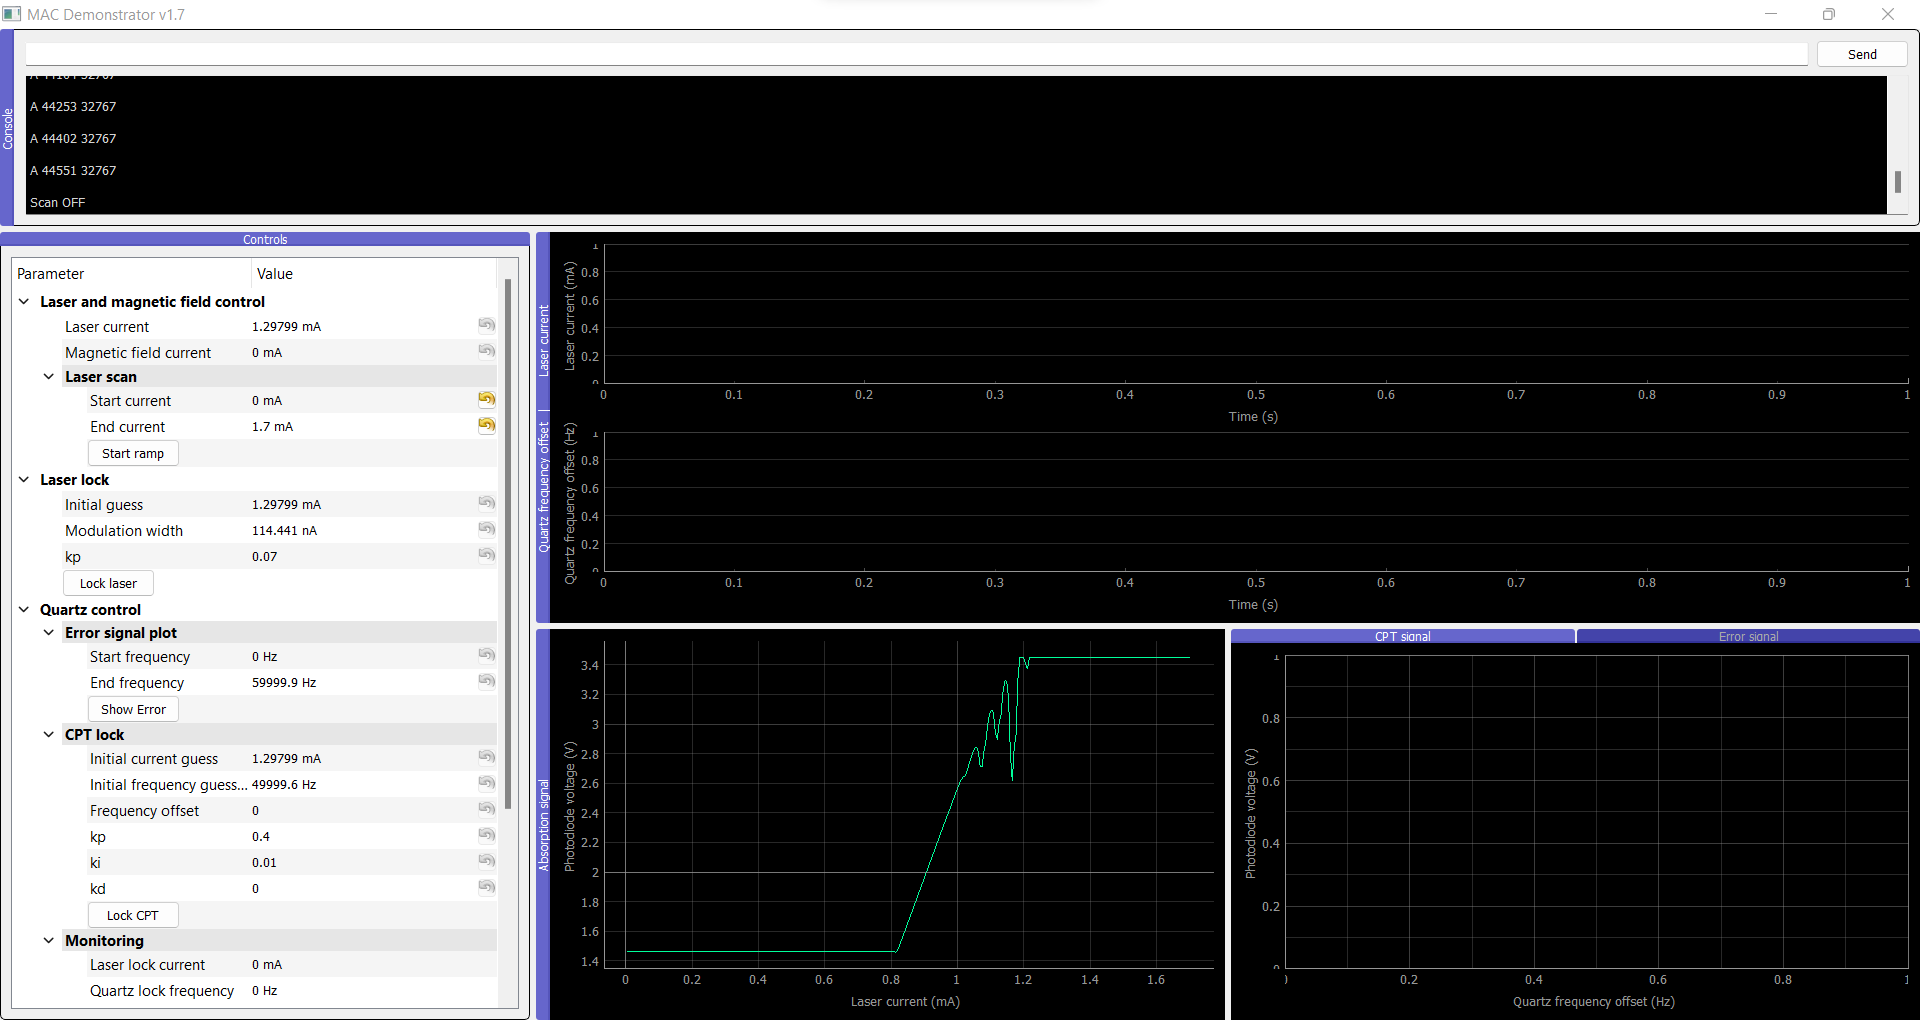 MAC Demonstrator v1.7
Send
Console
A 44253 32767
A 44402 32767
A 44551 32767
Scan OFF
Controls
Parameter Value
Laser and magnetic field control
Laser current 1.29799 mA
Magnetic field current 0 mA
Laser scan
Start current 0 mA
End current 1.7 mA
Start ramp
Laser lock
Initial guess 1.29799 mA
Modulation width 114.441 nA
kp 0.07
Lock laser
Quartz control
Error signal plot
Start frequency 0 Hz
End frequency 59999.9 Hz
Show Error
CPT lock
Initial current guess 1.29799 mA
Initial frequency guess... 49999.6 Hz
Frequency offset 0
kp 0.4
ki 0.01
kd 0
Lock CPT
Monitoring
Laser lock current 0 mA
Quartz lock frequency 0 Hz
Laser current
Laser current (mA)
1
0.8
0.6
0.4
0.2
0
0 0.1 0.2 0.3 0.4 0.5 0.6 0.7 0.8 0.9 1
Time (s)
Quartz frequency offset
Quartz frequency offset (Hz)
1
0.8
0.6
0.4
0.2
0
0 0.1 0.2 0.3 0.4 0.5 0.6 0.7 0.8 0.9 1
Time (s)
Absorption signal
Photodiode voltage (V)
3.4
3.2
3
2.8
2.6
2.4
2.2
2
1.8
1.6
1.4
0 0.2 0.4 0.6 0.8 1 1.2 1.4 1.6
Laser current (mA)
CPT signal Error signal
Photodiode voltage (V)
1
0.8
0.6
0.4
0.2
0
0.2 0.4 0.6 0.8 1
Quartz frequency offset (Hz)